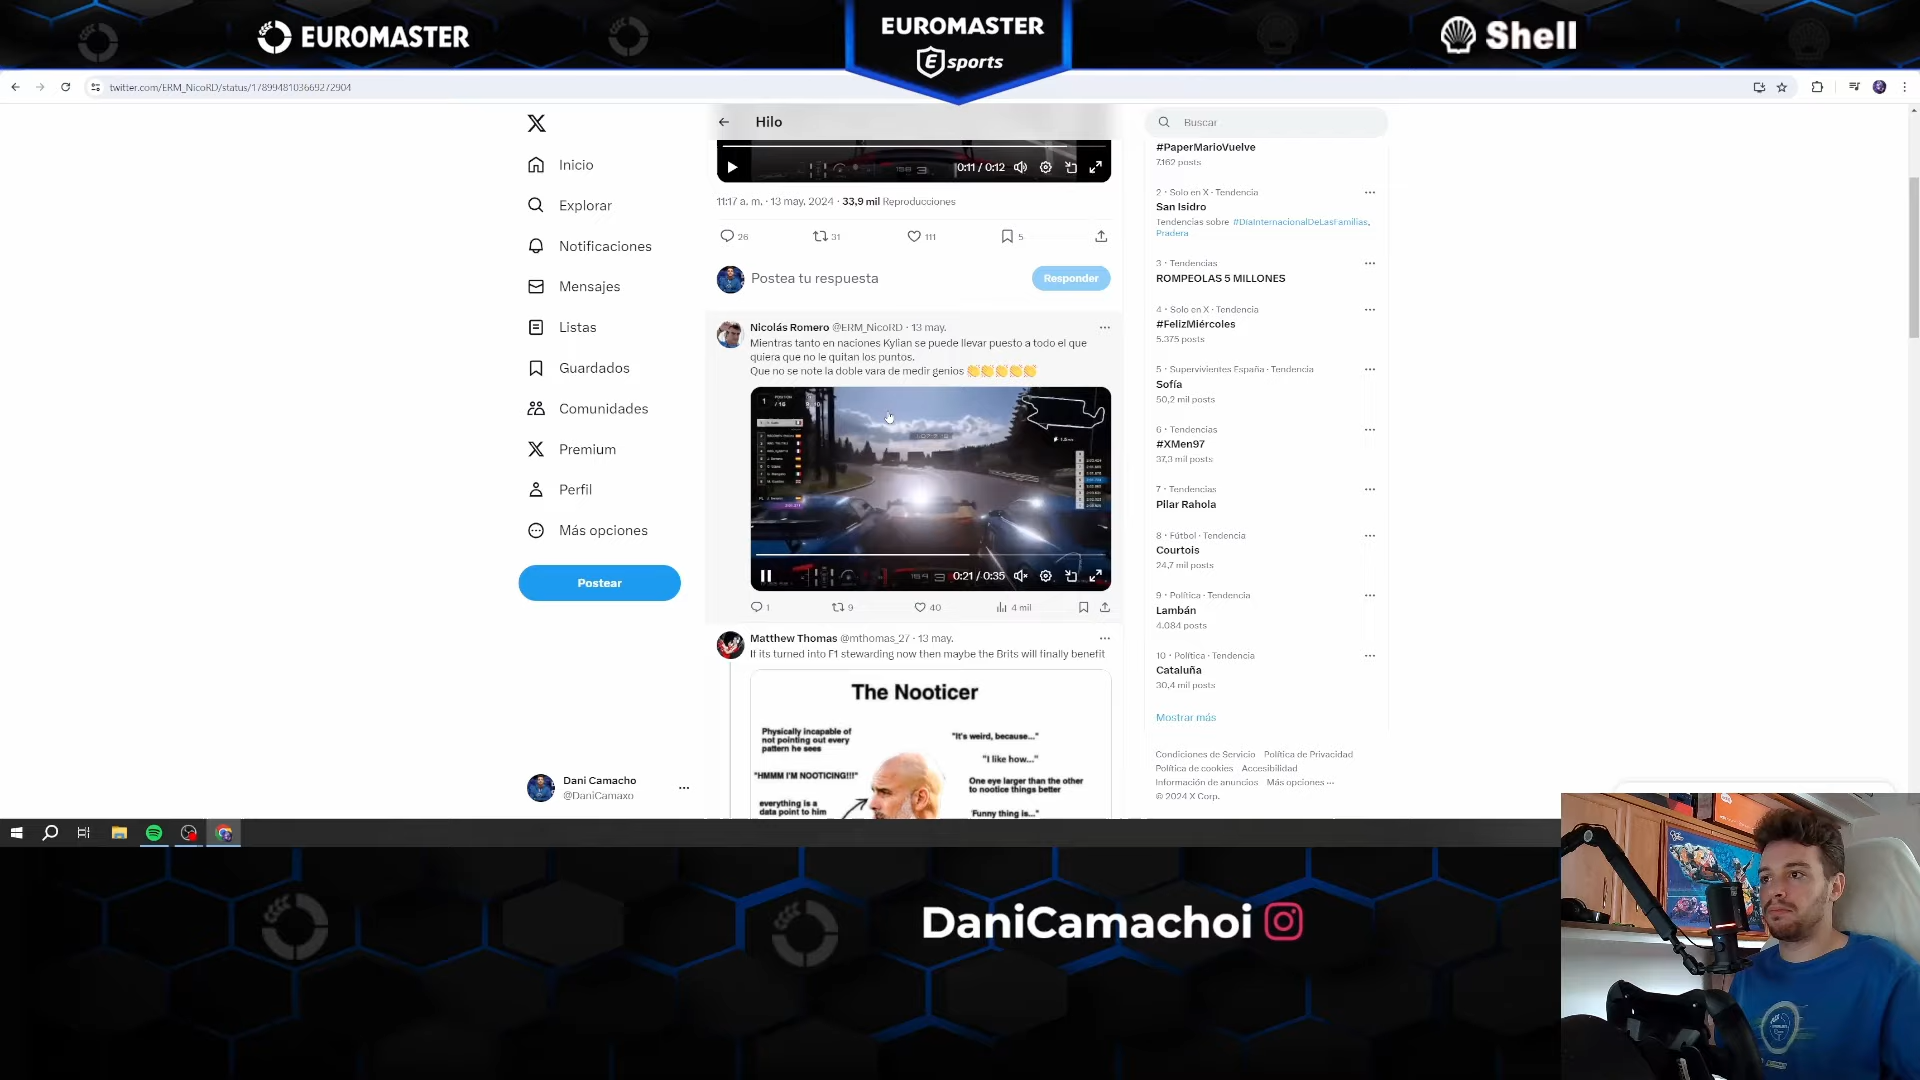 EUROMASTER
EUROMASTER
Esports
Shell
twitter.com/ERM_NicoRD/status/1789948103669272904
Hilo
0:11 / 0:12
11:17 a. m. · 13 may. 2024 · 33,9 mil Reproducciones
26
31
111
5
Postea tu respuesta
Responder
Nicolás Romero @ERM_NicoRD · 13 may.
Mientras tanto en naciones Kylian se puede llevar puesto a todo el que
quiera que no le quitan los puntos.
Que no se note la doble vara de medir genios 👏👏👏👏👏
0:21 / 0:35
1
9
40
4 mil
Matthew Thomas @mthomas_27 · 13 may.
If its turned into F1 stewarding now then maybe the Brits will finally benefit
The Nooticer
Physically incapable of
not pointing out every
pattern he sees
"HMMM I'M NOOTICING!!!"
everything is a
data point to him
"It's weird, because..."
"I like how..."
One eye larger than the other
to nootice things better
"Funny thing is..."
Inicio
Explorar
Notificaciones
Mensajes
Listas
Guardados
Comunidades
Premium
Perfil
Más opciones
Postear
Dani Camacho
@DaniCamaxo
Buscar
#PaperMarioVuelve
7.162 posts
2 · Solo en X · Tendencia
San Isidro
Tendencias sobre #DíaInternacionalDeLasFamilias,
Pradera
3 · Tendencias
ROMPEOLAS 5 MILLONES
4 · Solo en X · Tendencia
#FelizMiércoles
5.375 posts
5 · Supervivientes España · Tendencia
Sofía
50,2 mil posts
6 · Tendencias
#XMen97
37,3 mil posts
7 · Tendencias
Pilar Rahola
8 · Fútbol · Tendencia
Courtois
24,7 mil posts
9 · Política · Tendencia
Lambán
4.084 posts
10 · Política · Tendencia
Cataluña
30,4 mil posts
Mostrar más
Condiciones de Servicio Política de Privacidad
Política de cookies Accesibilidad
Información de anuncios Más opciones ···
© 2024 X Corp.
DaniCamachoi